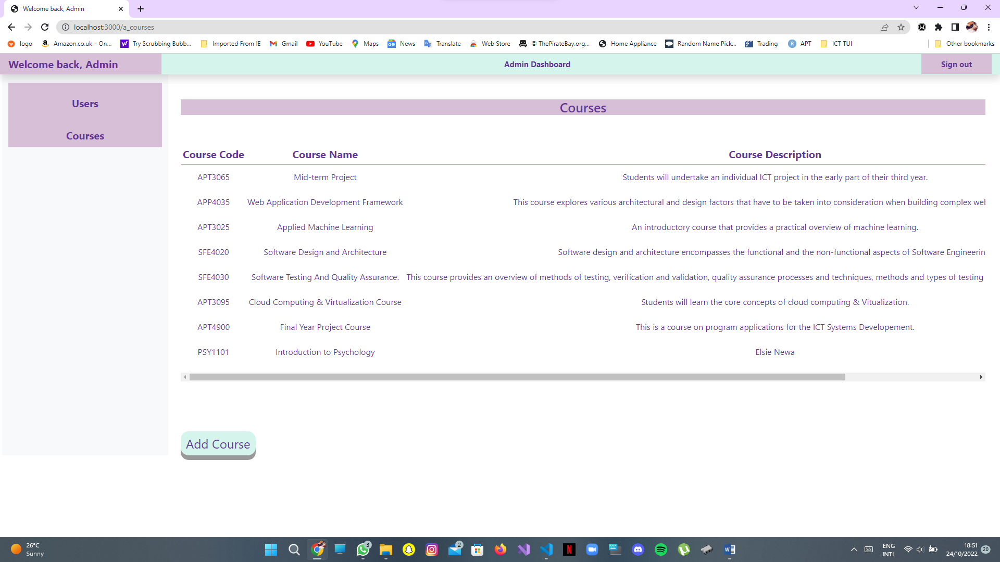 Welcome back, Admin
localhost:3000/a_courses
logo Amazon.co.uk – On... Try Scrubbing Bubb... Imported From IE Gmail YouTube Maps News Translate Web Store © ThePirateBay.org... Home Appliance Random Name Pick... Trading APT ICT TUI Other bookmarks
Welcome back, Admin Admin Dashboard Sign out
Users
Courses
Courses
Course Code Course Name Course Description
APT3065 Mid-term Project Students will undertake an individual ICT project in the early part of their third year.
APP4035 Web Application Development Framework This course explores various architectural and design factors that have to be taken into consideration when building complex web
APT3025 Applied Machine Learning An introductory course that provides a practical overview of machine learning.
SFE4020 Software Design and Architecture Software design and architecture encompasses the functional and the non-functional aspects of Software Engineerin
SFE4030 Software Testing And Quality Assurance. This course provides an overview of methods of testing, verification and validation, quality assurance processes and techniques, methods and types of testing
APT3095 Cloud Computing & Virtualization Course Students will learn the core concepts of cloud computing & Vitualization.
APT4900 Final Year Project Course This is a course on program applications for the ICT Systems Developement.
PSY1101 Introduction to Psychology Elsie Newa
Add Course
26°C
Sunny
3
2
ENG
INTL
18:51
24/10/2022
20